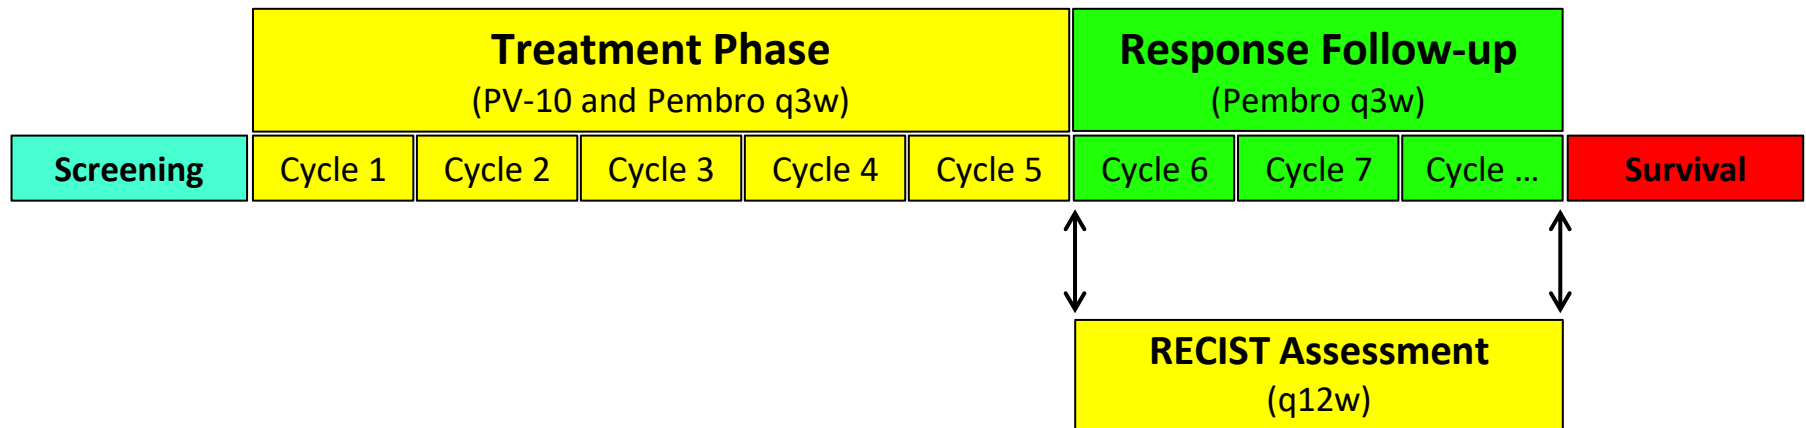 Treatment Phase
(PV-10 and Pembro q3w)
Response Follow-up
(Pembro q3w)
Screening
Cycle 1
Cycle 2
Cycle 3
Cycle 4
Cycle 5
Cycle 6
Cycle 7
Cycle ...
Survival
RECIST Assessment
(q12w)